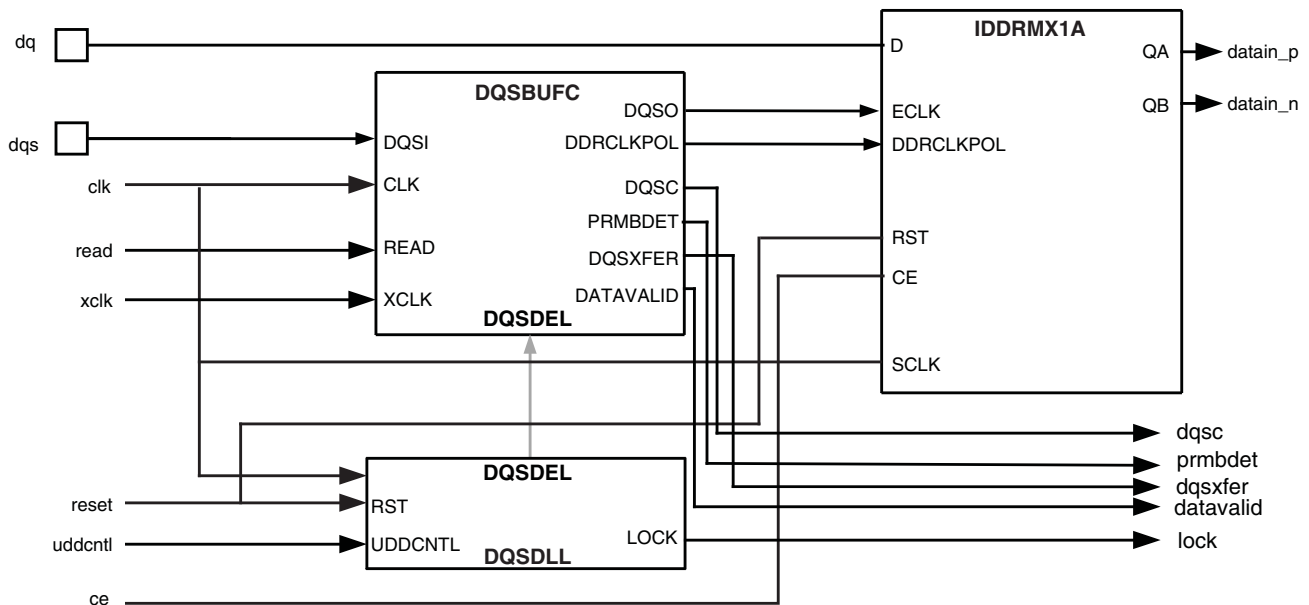 IDDRMX1A
dq
D
QA
datain_p
DQSBUFC
DQSO
ECLK
QB
datain_n
dqs
DQSI
DDRCLKPOL
DDRCLKPOL
clk
CLK
DQSC
PRMBDET
RST
read
READ
DQSXFER
CE
xclk
XCLK
DATAVALID
DQSDEL
SCLK
dqsc
DQSDEL
prmbdet
dqsxfer
reset
RST
datavalid
uddcntl
UDDCNTL
LOCK
lock
DQSDLL
ce